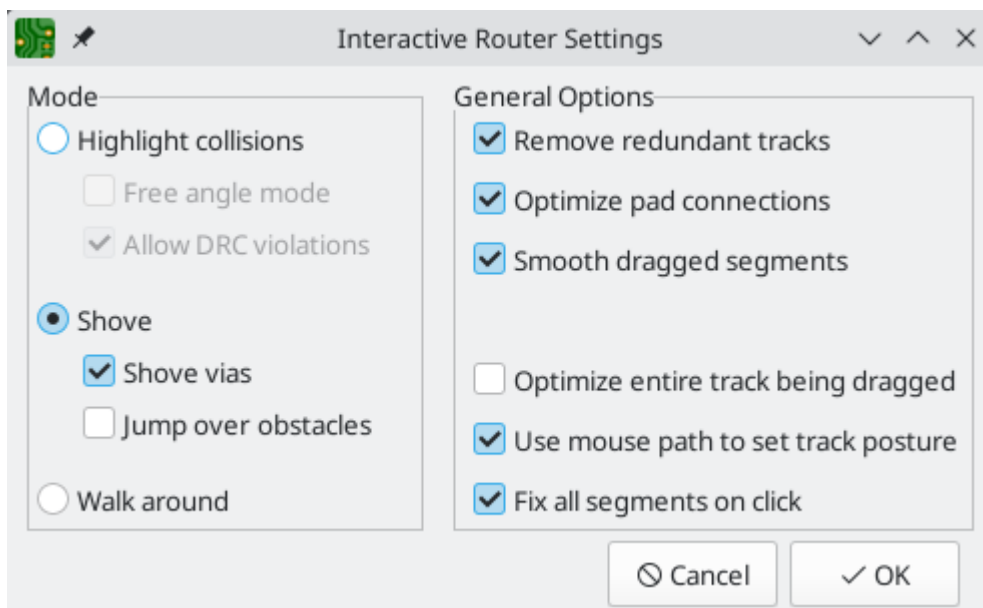 Interactive Router Settings
Mode
Highlight collisions
Free angle mode
Allow DRC violations
Shove
Shove vias
Jump over obstacles
Walk around
General Options
Remove redundant tracks
Optimize pad connections
Smooth dragged segments
Optimize entire track being dragged
Use mouse path to set track posture
Fix all segments on click
Cancel
OK